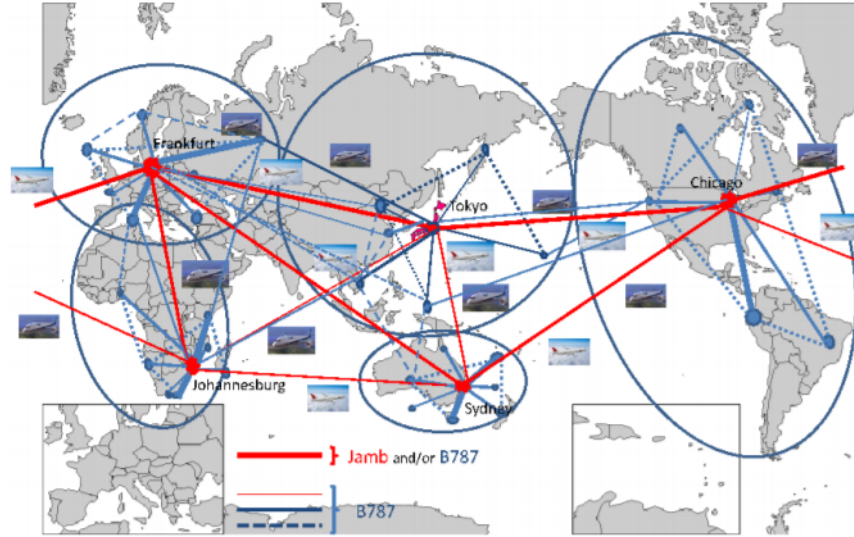 Frankfurt
Tokyo
Chicago
Johannesburg
Sydney
Jamb and/or B787
B787